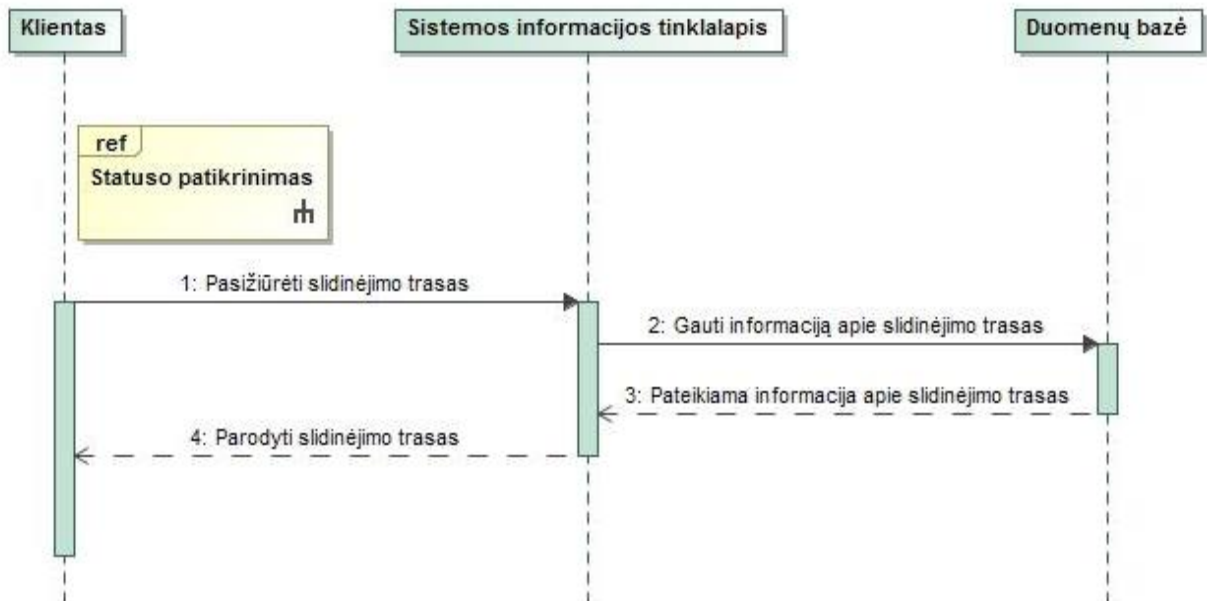 Klientas
Sistemos informacijos tinklalapis
Duomenų bazė
ref
Statuso patikrinimas
1: Pasižiūrėti slidinėjimo trasas
2: Gauti informaciją apie slidinėjimo trasas
3: Pateikiama informacija apie slidinėjimo trasas
4: Parodyti slidinėjimo trasas